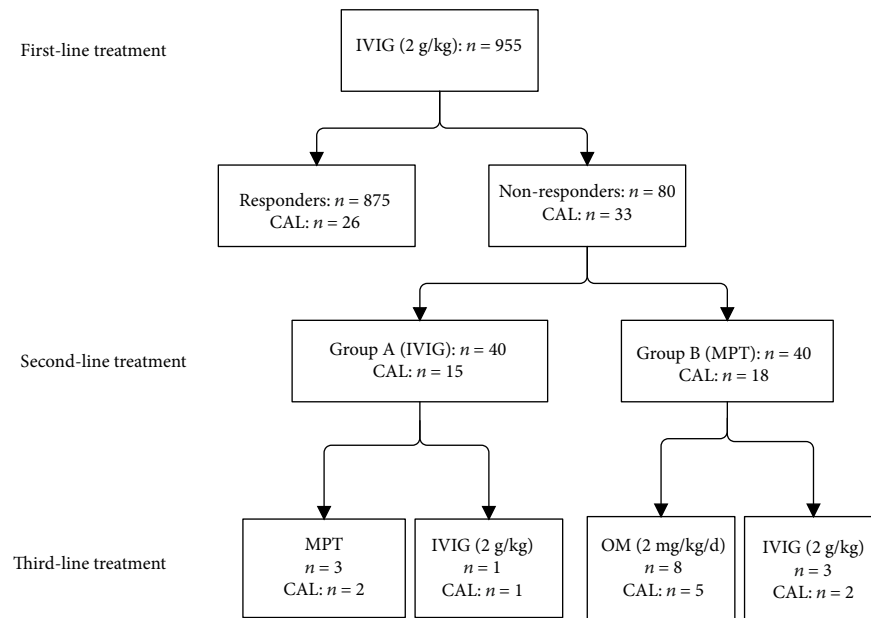 First-line treatment
IVIG (2 g/kg): n = 955
Responders: n = 875
CAL: n = 26
Non-responders: n = 80
CAL: n = 33
Second-line treatment
Group A (IVIG): n = 40
CAL: n = 15
Group B (MPT): n = 40
CAL: n = 18
Third-line treatment
MPT
n = 3
CAL: n = 2
IVIG (2 g/kg)
n = 1
CAL: n = 1
OM (2 mg/kg/d)
n = 8
CAL: n = 5
IVIG (2 g/kg)
n = 3
CAL: n = 2